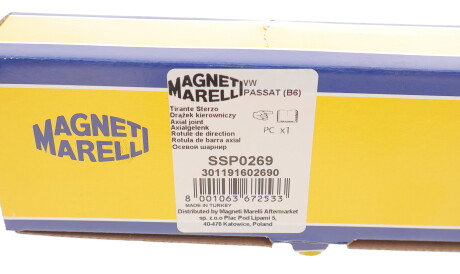 MAGNETI
MARELLI
MAGNETI
MARELLI
VW
PASSAT (B6)
Tirante Sterzo
Drążek kierowniczy
Axial joint
Axialgelenk
Rotule de direction
Rotula de barra axial
Осевой шарнир
PC x1
SSP0269
301191602690
8 001063 672533
MADE IN TURKEY
Distributed by Magneti Marelli Aftermarket
sp. z.o.o Plac Pod Lipami 5,
40-476 Katowice, Poland